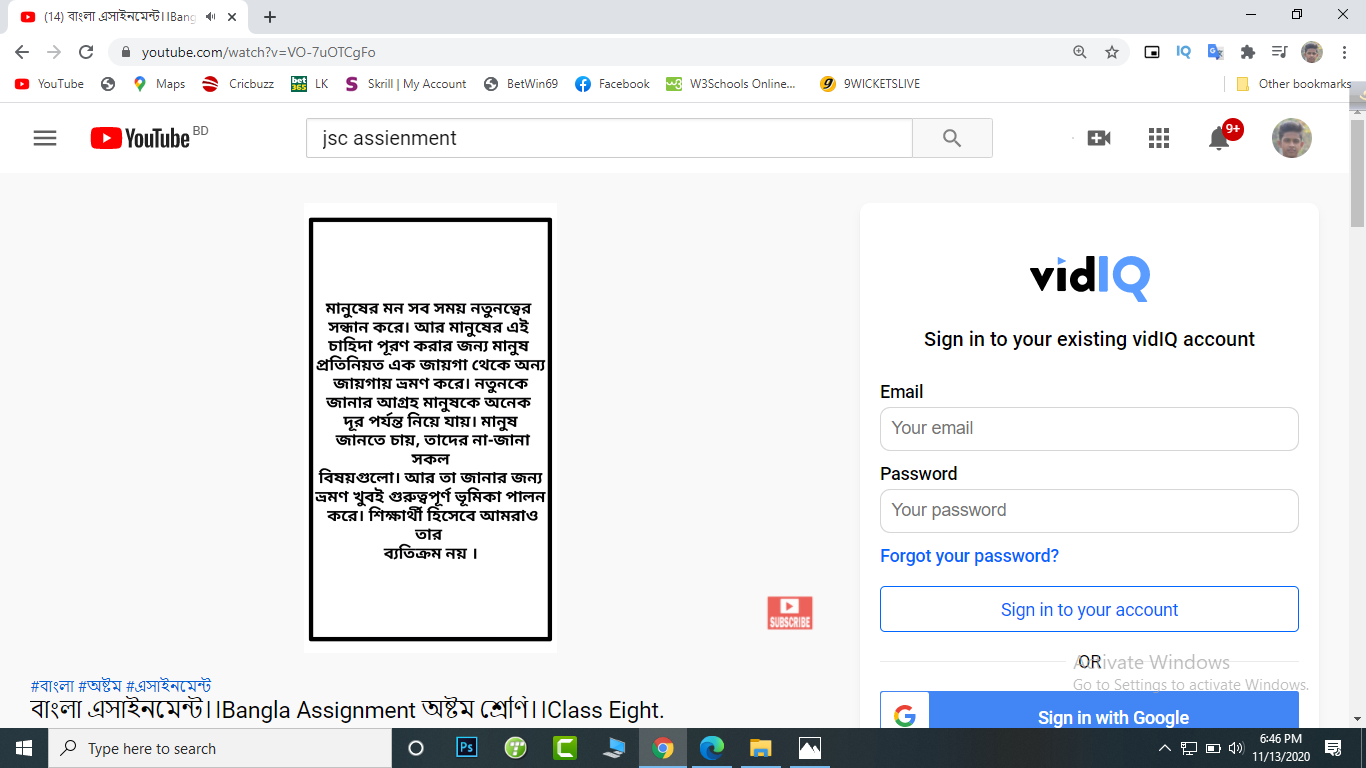 (14) বাংলা এসাইনমেন্ট।।Bang
youtube.com/watch?v=VO-7uOTCgFo
IQ
YouTube
Maps
Cricbuzz
bet365
LK
S
Skrill | My Account
BetWin69
Facebook
W3Schools Online...
9WICKETSLIVE
Other bookmarks
YouTube BD
jsc assienment
9+
মানুষের মন সব সময় নতুনত্বের
সন্ধান করে। আর মানুষের এই
চাহিদা পূরণ করার জন্য মানুষ
প্রতিনিয়ত এক জায়গা থেকে অন্য
জায়গায় ভ্রমণ করে। নতুনকে
জানার আগ্রহ মানুষকে অনেক
দূর পর্যন্ত নিয়ে যায়। মানুষ
জানতে চায়, তাদের না-জানা
সকল
বিষয়গুলো। আর তা জানার জন্য
ভ্রমণ খুবই গুরুত্বপূর্ণ ভূমিকা পালন
করে। শিক্ষার্থী হিসেবে আমরাও
তার
ব্যতিক্রম নয় ।
SUBSCRIBE
#বাংলা #অষ্টম #এসাইনমেন্ট
বাংলা এসাইনমেন্ট।।Bangla Assignment অষ্টম শ্রেণি।।Class Eight.
vidIQ
Sign in to your existing vidIQ account
Email
Your email
Password
Your password
Forgot your password?
Sign in to your account
OR
Activate Windows
Go to Settings to activate Windows.
Sign in with Google
Type here to search
Ps
6:46 PM
11/13/2020